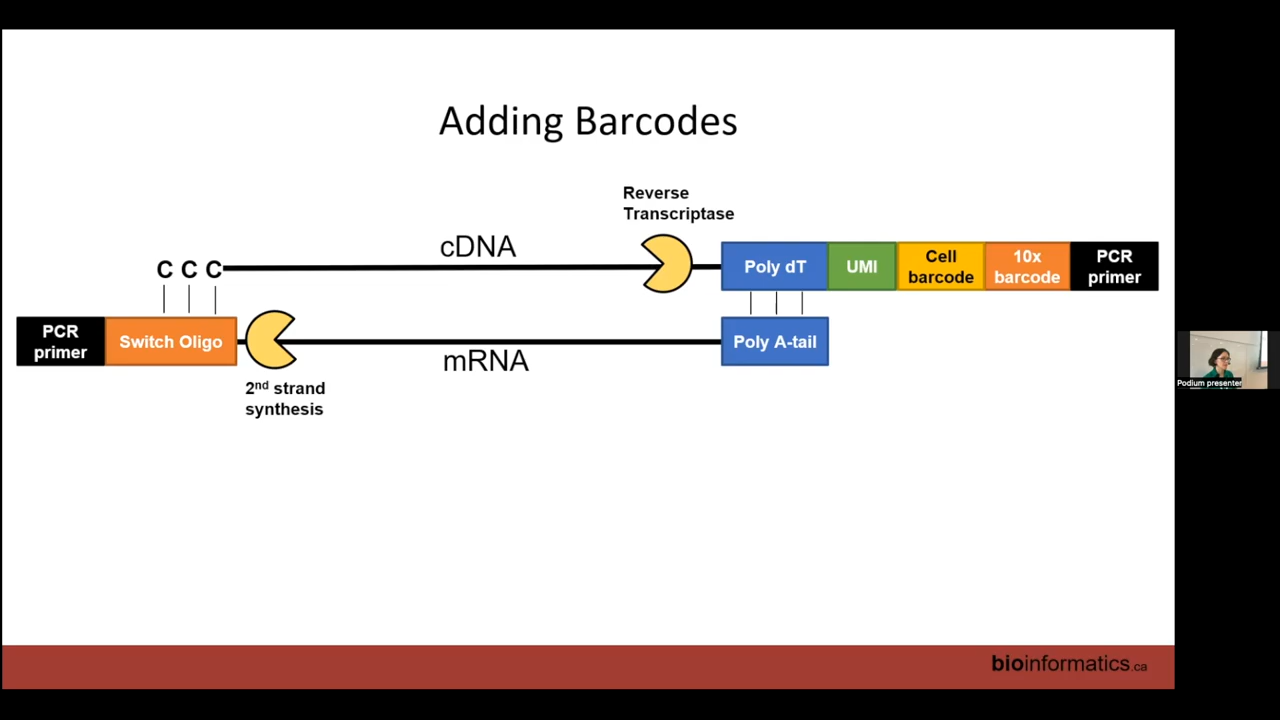 Adding Barcodes
Reverse
Transcriptase
cDNA
C C C
Poly dT
UMI
Cell
barcode
10x
barcode
PCR
primer
PCR
primer
Switch Oligo
mRNA
Poly A-tail
2nd strand
synthesis
Podium presenter
bioinformatics.ca